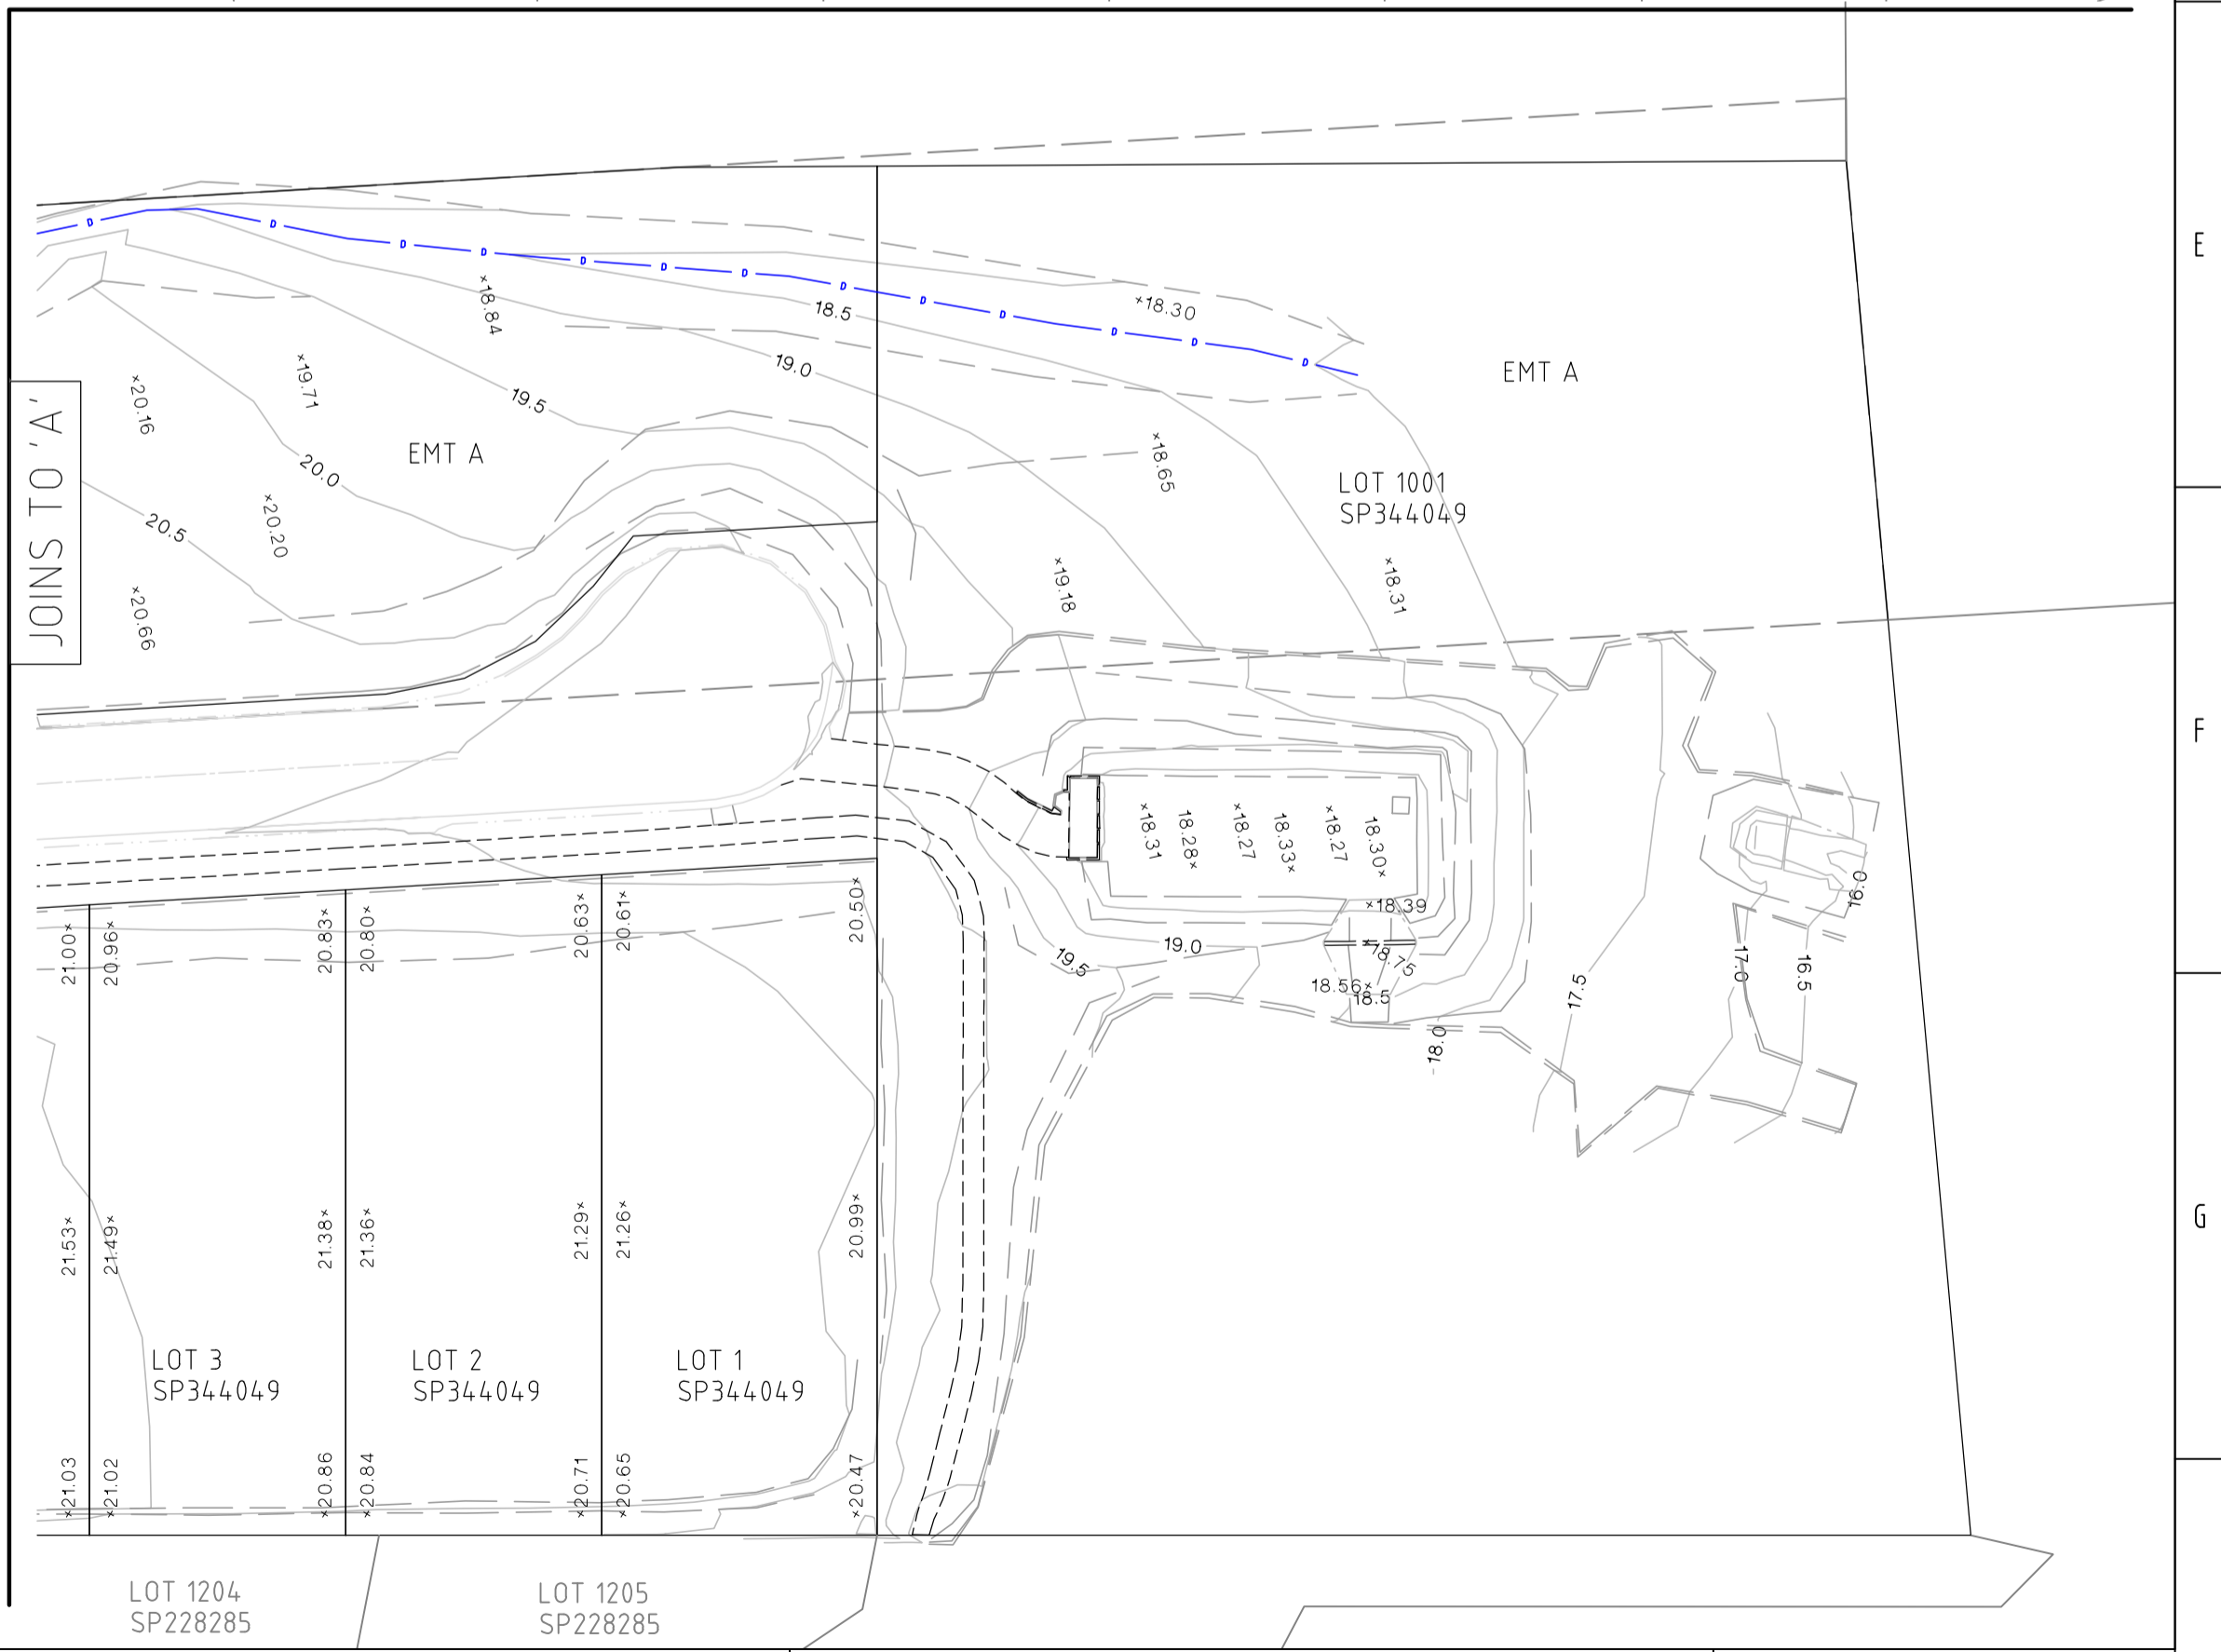 E
×18.84
×18.30
18.5
19.0
EMT A
×20.16
×19.71
19.5
JOINS TO 'A'
EMT A
20.0
×18.65
LOT 1001
SP344049
20.5
×20.20
×20.66
×19.18
×18.31
F
×18.31
18.28×
×18.27
18.33×
×18.27
18.30×
×18.39
16.0
21.00×
20.96×
20.83×
20.80×
20.63×
20.61×
20.50×
19.5
19.0
×18.75
18.56×
18.5
18.0
17.5
17.0
16.5
G
21.53×
21.49×
21.38×
21.36×
21.29×
21.26×
20.99×
LOT 3
SP344049
LOT 2
SP344049
LOT 1
SP344049
×21.03
×21.02
×20.86
×20.84
×20.71
×20.65
×20.47
LOT 1204
SP228285
LOT 1205
SP228285
D D D D D D D D D D D D D